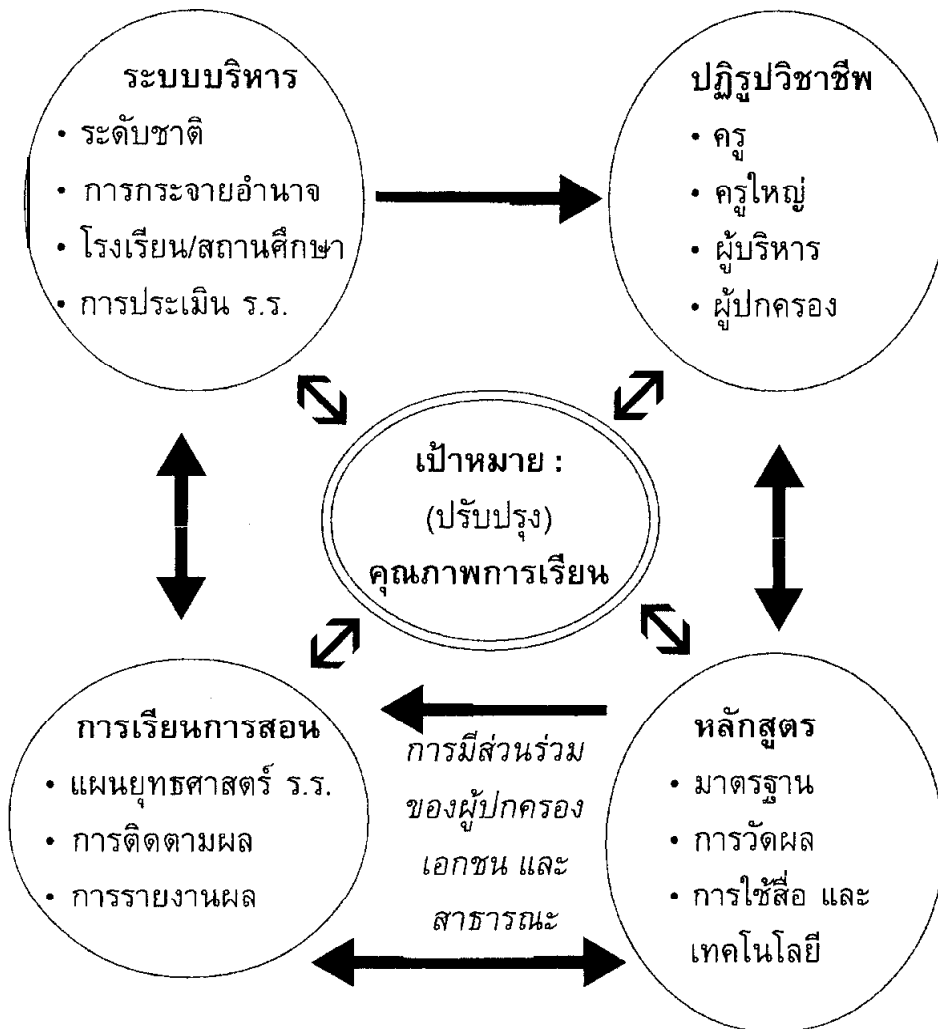 ระบบบริหาร
• ระดับชาติ
• การกระจายอำนาจ
• โรงเรียน/สถานศึกษา
• การประเมิน ร.ร.
ปฏิรูปวิชาชีพ
• ครู
• ครูใหญ่
• ผู้บริหาร
• ผู้ปกครอง
เป้าหมาย :
(ปรับปรุง)
คุณภาพการเรียน
การเรียนการสอน
• แผนยุทธศาสตร์ ร.ร.
• การติดตามผล
• การรายงานผล
การมีส่วนร่วม
ของผู้ปกครอง
เอกชน และ
สาธารณะ
หลักสูตร
• มาตรฐาน
• การวัดผล
• การใช้สื่อ และ
เทคโนโลยี